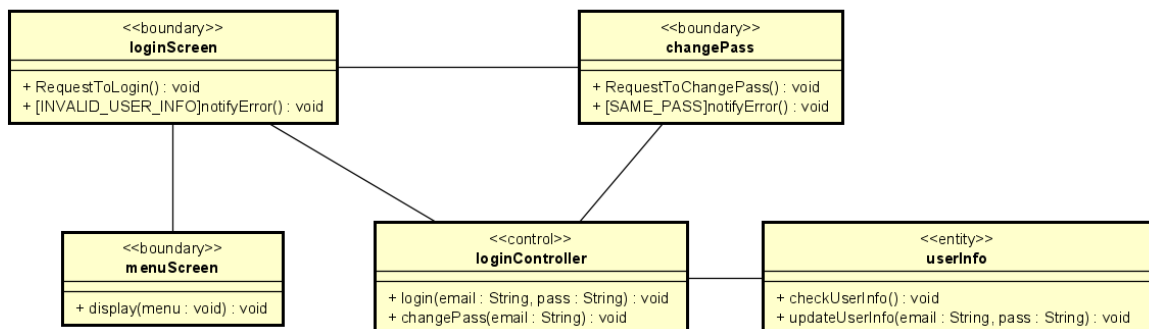 <<boundary>>
loginScreen
+ RequestToLogin() : void
+ [INVALID_USER_INFO]notifyError() : void
<<boundary>>
changePass
+ RequestToChangePass() : void
+ [SAME_PASS]notifyError() : void
<<boundary>>
menuScreen
+ display(menu : void) : void
<<control>>
loginController
+ login(email : String, pass : String) : void
+ changePass(email : String) : void
<<entity>>
userInfo
+ checkUserInfo() : void
+ updateUserInfo(email : String, pass : String) : void